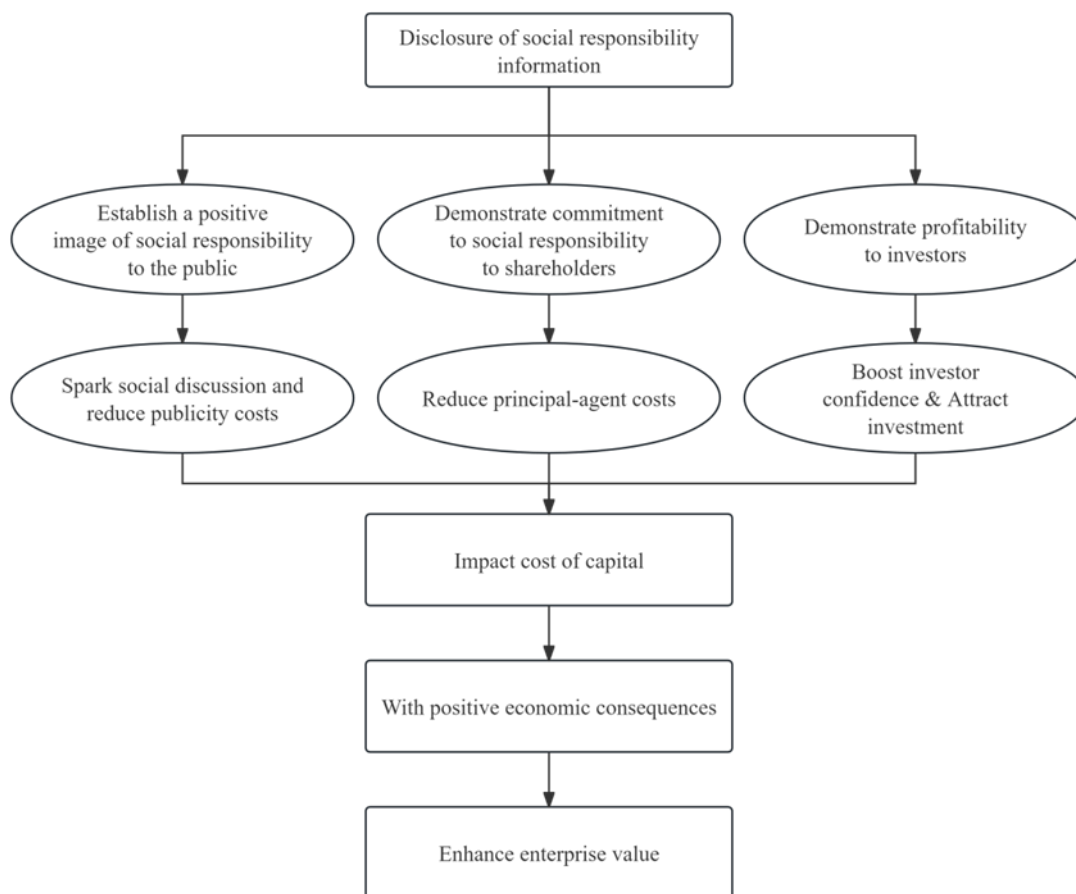 Disclosure of social responsibility
information
Establish a positive
image of social responsibility
to the public
Demonstrate commitment
to social responsibility
to shareholders
Demonstrate profitability
to investors
Spark social discussion and
reduce publicity costs
Reduce principal-agent costs
Boost investor
confidence & Attract
investment
Impact cost of capital
With positive economic consequences
Enhance enterprise value